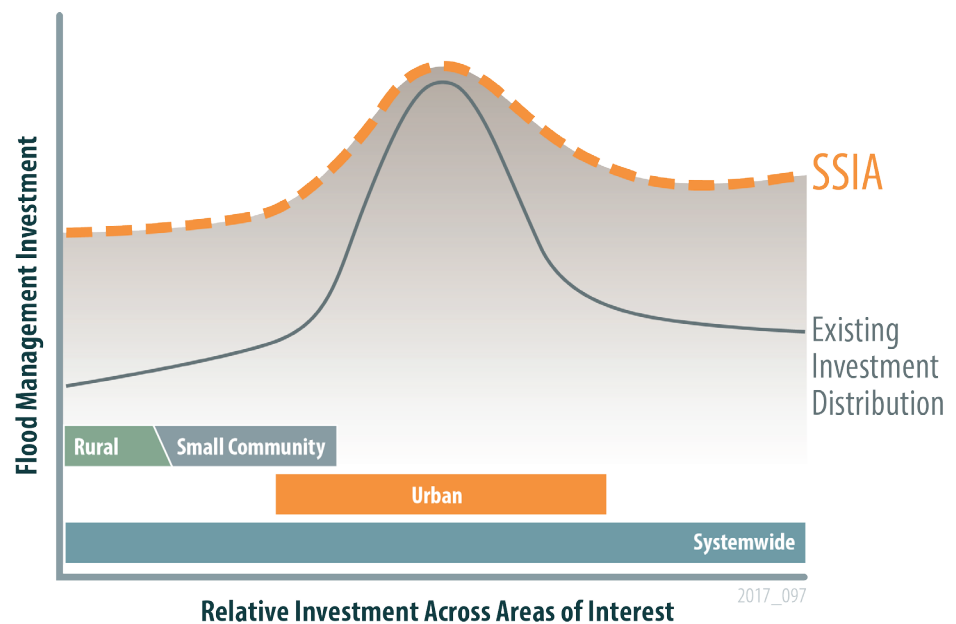 Flood Management Investment
SSIA
Existing
Investment
Distribution
Rural
Small Community
Urban
Systemwide
2017_097
Relative Investment Across Areas of Interest